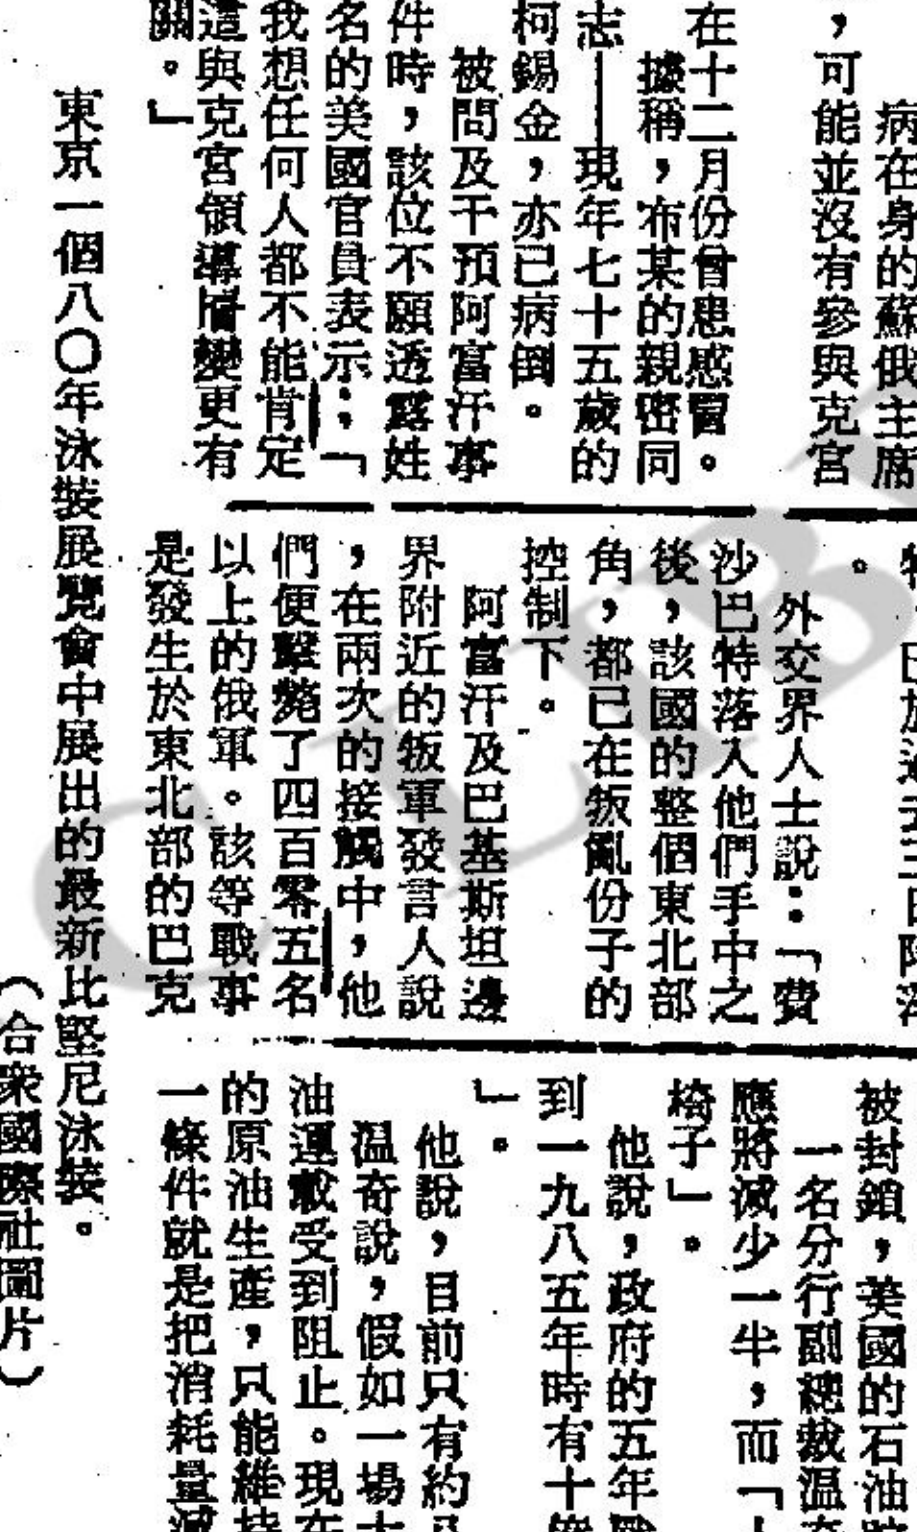 病在身的蘇俄主席
，可能並沒有參與克宮
在十二月份曾患感冒。
據稱，布某的親密同
志——現年七十五歲的
柯錫金，亦已病倒。
被問及干預阿富汗事
件時，該位不願透露姓
名的美國官員表示：「
我想任何人都不能肯定
這與克宮領導層變更有
關。」
外交界人士說：「費
沙巴特落入他們手中之
後，該國的整個東北部
角，都已在叛亂份子的
控制下。
阿富汗及巴基斯坦邊
界附近的叛軍發言人說
，在兩次的接觸中，他
們便擊斃了四百零五名
以上的俄軍。該等戰事
是發生於東北部的巴克
被封鎖，美國的石油
一名分行副總裁溫奇
應將減少一半，而「
椅子」。
他說，政府的五年
到一九八五年時有十
」。
他說，目前只有約
溫奇說，假如一場
油運載受到阻止。現在
的原油生產，只能維持
一條件就是把消耗量減
東京一個八〇年泳裝展覽會中展出的最新比堅尼泳裝。
（合衆國際社圖片）